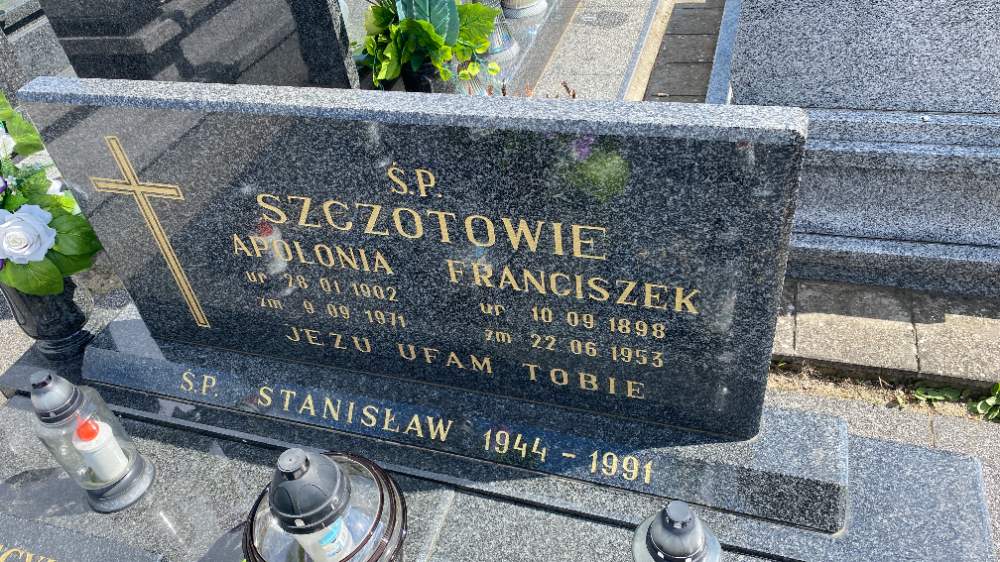 Ś.P.
SZCZOTOWIE
APOLONIA FRANCISZEK
ur 28 01 1902 ur 10 09 1898
zm 9 09 1971 zm 22 06 1953
JEZU UFAM TOBIE
Ś.P. STANISŁAW 1944 - 1991